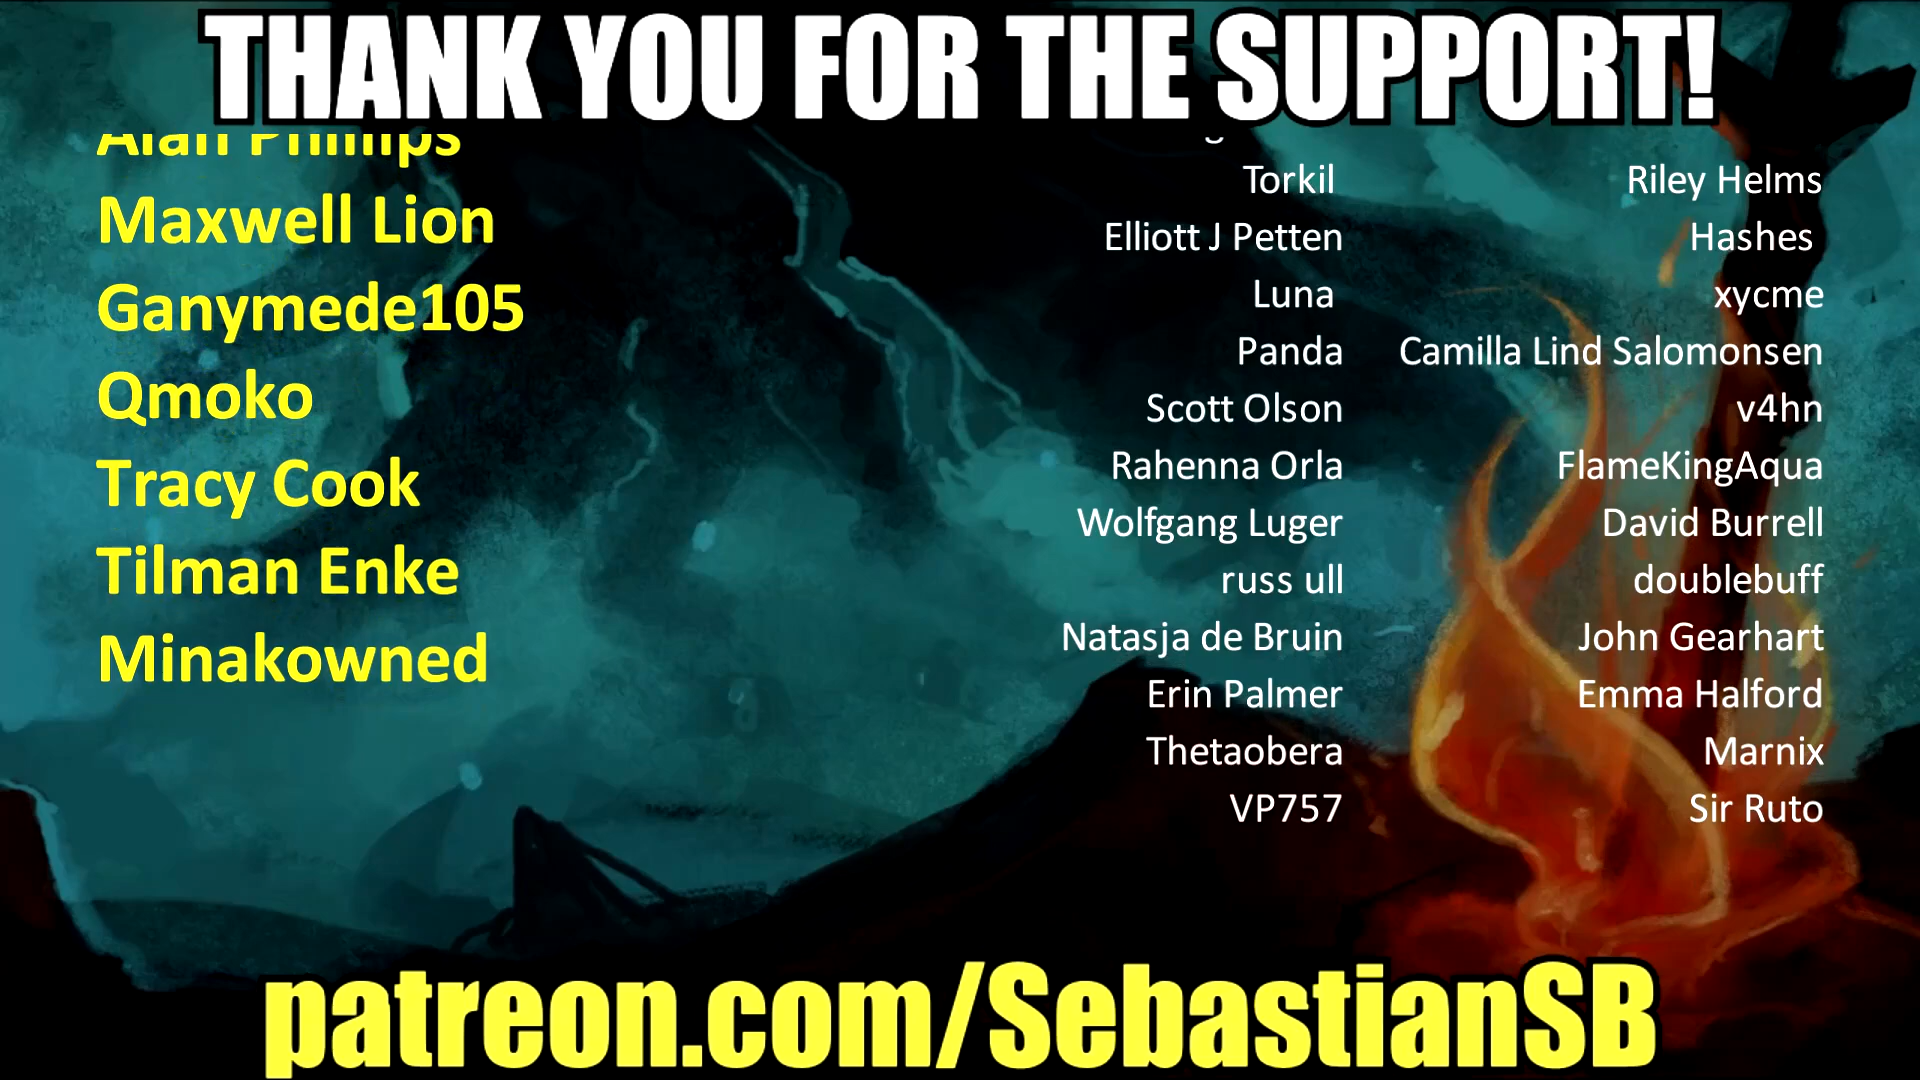 THANK YOU FOR THE SUPPORT!
Alan Phillips
Maxwell Lion
Ganymede105
Qmoko
Tracy Cook
Tilman Enke
Minakowned
Torkil
Elliott J Petten
Luna
Panda
Scott Olson
Rahenna Orla
Wolfgang Luger
russ ull
Natasja de Bruin
Erin Palmer
Thetaobera
VP757
Riley Helms
Hashes
xycme
Camilla Lind Salomonsen
v4hn
FlameKingAqua
David Burrell
doublebuff
John Gearhart
Emma Halford
Marnix
Sir Ruto
patreon.com/SebastianSB